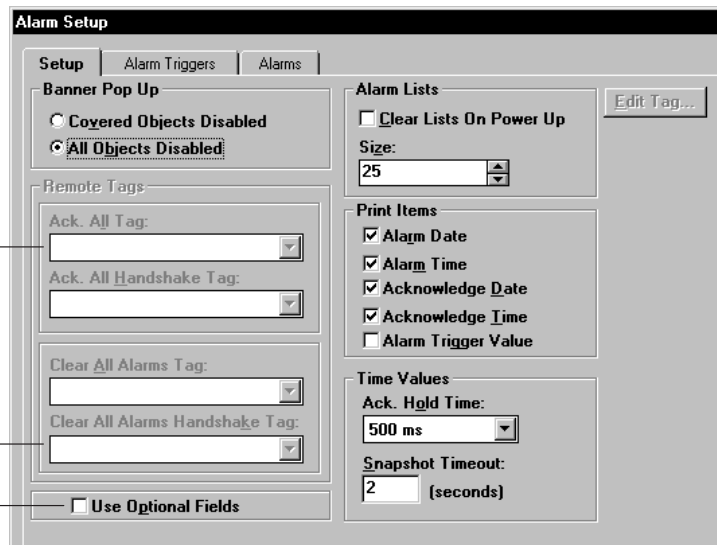 Alarm Setup
Setup
Alarm Triggers
Alarms
Banner Pop Up
Covered Objects Disabled
All Objects Disabled
Remote Tags
Ack. All Tag:
Ack. All Handshake Tag:
Clear All Alarms Tag:
Clear All Alarms Handshake Tag:
Use Optional Fields
Alarm Lists
Clear Lists On Power Up
Size:
25
Print Items
Alarm Date
Alarm Time
Acknowledge Date
Acknowledge Time
Alarm Trigger Value
Time Values
Ack. Hold Time:
500 ms
Snapshot Timeout:
2 (seconds)
Edit Tag...